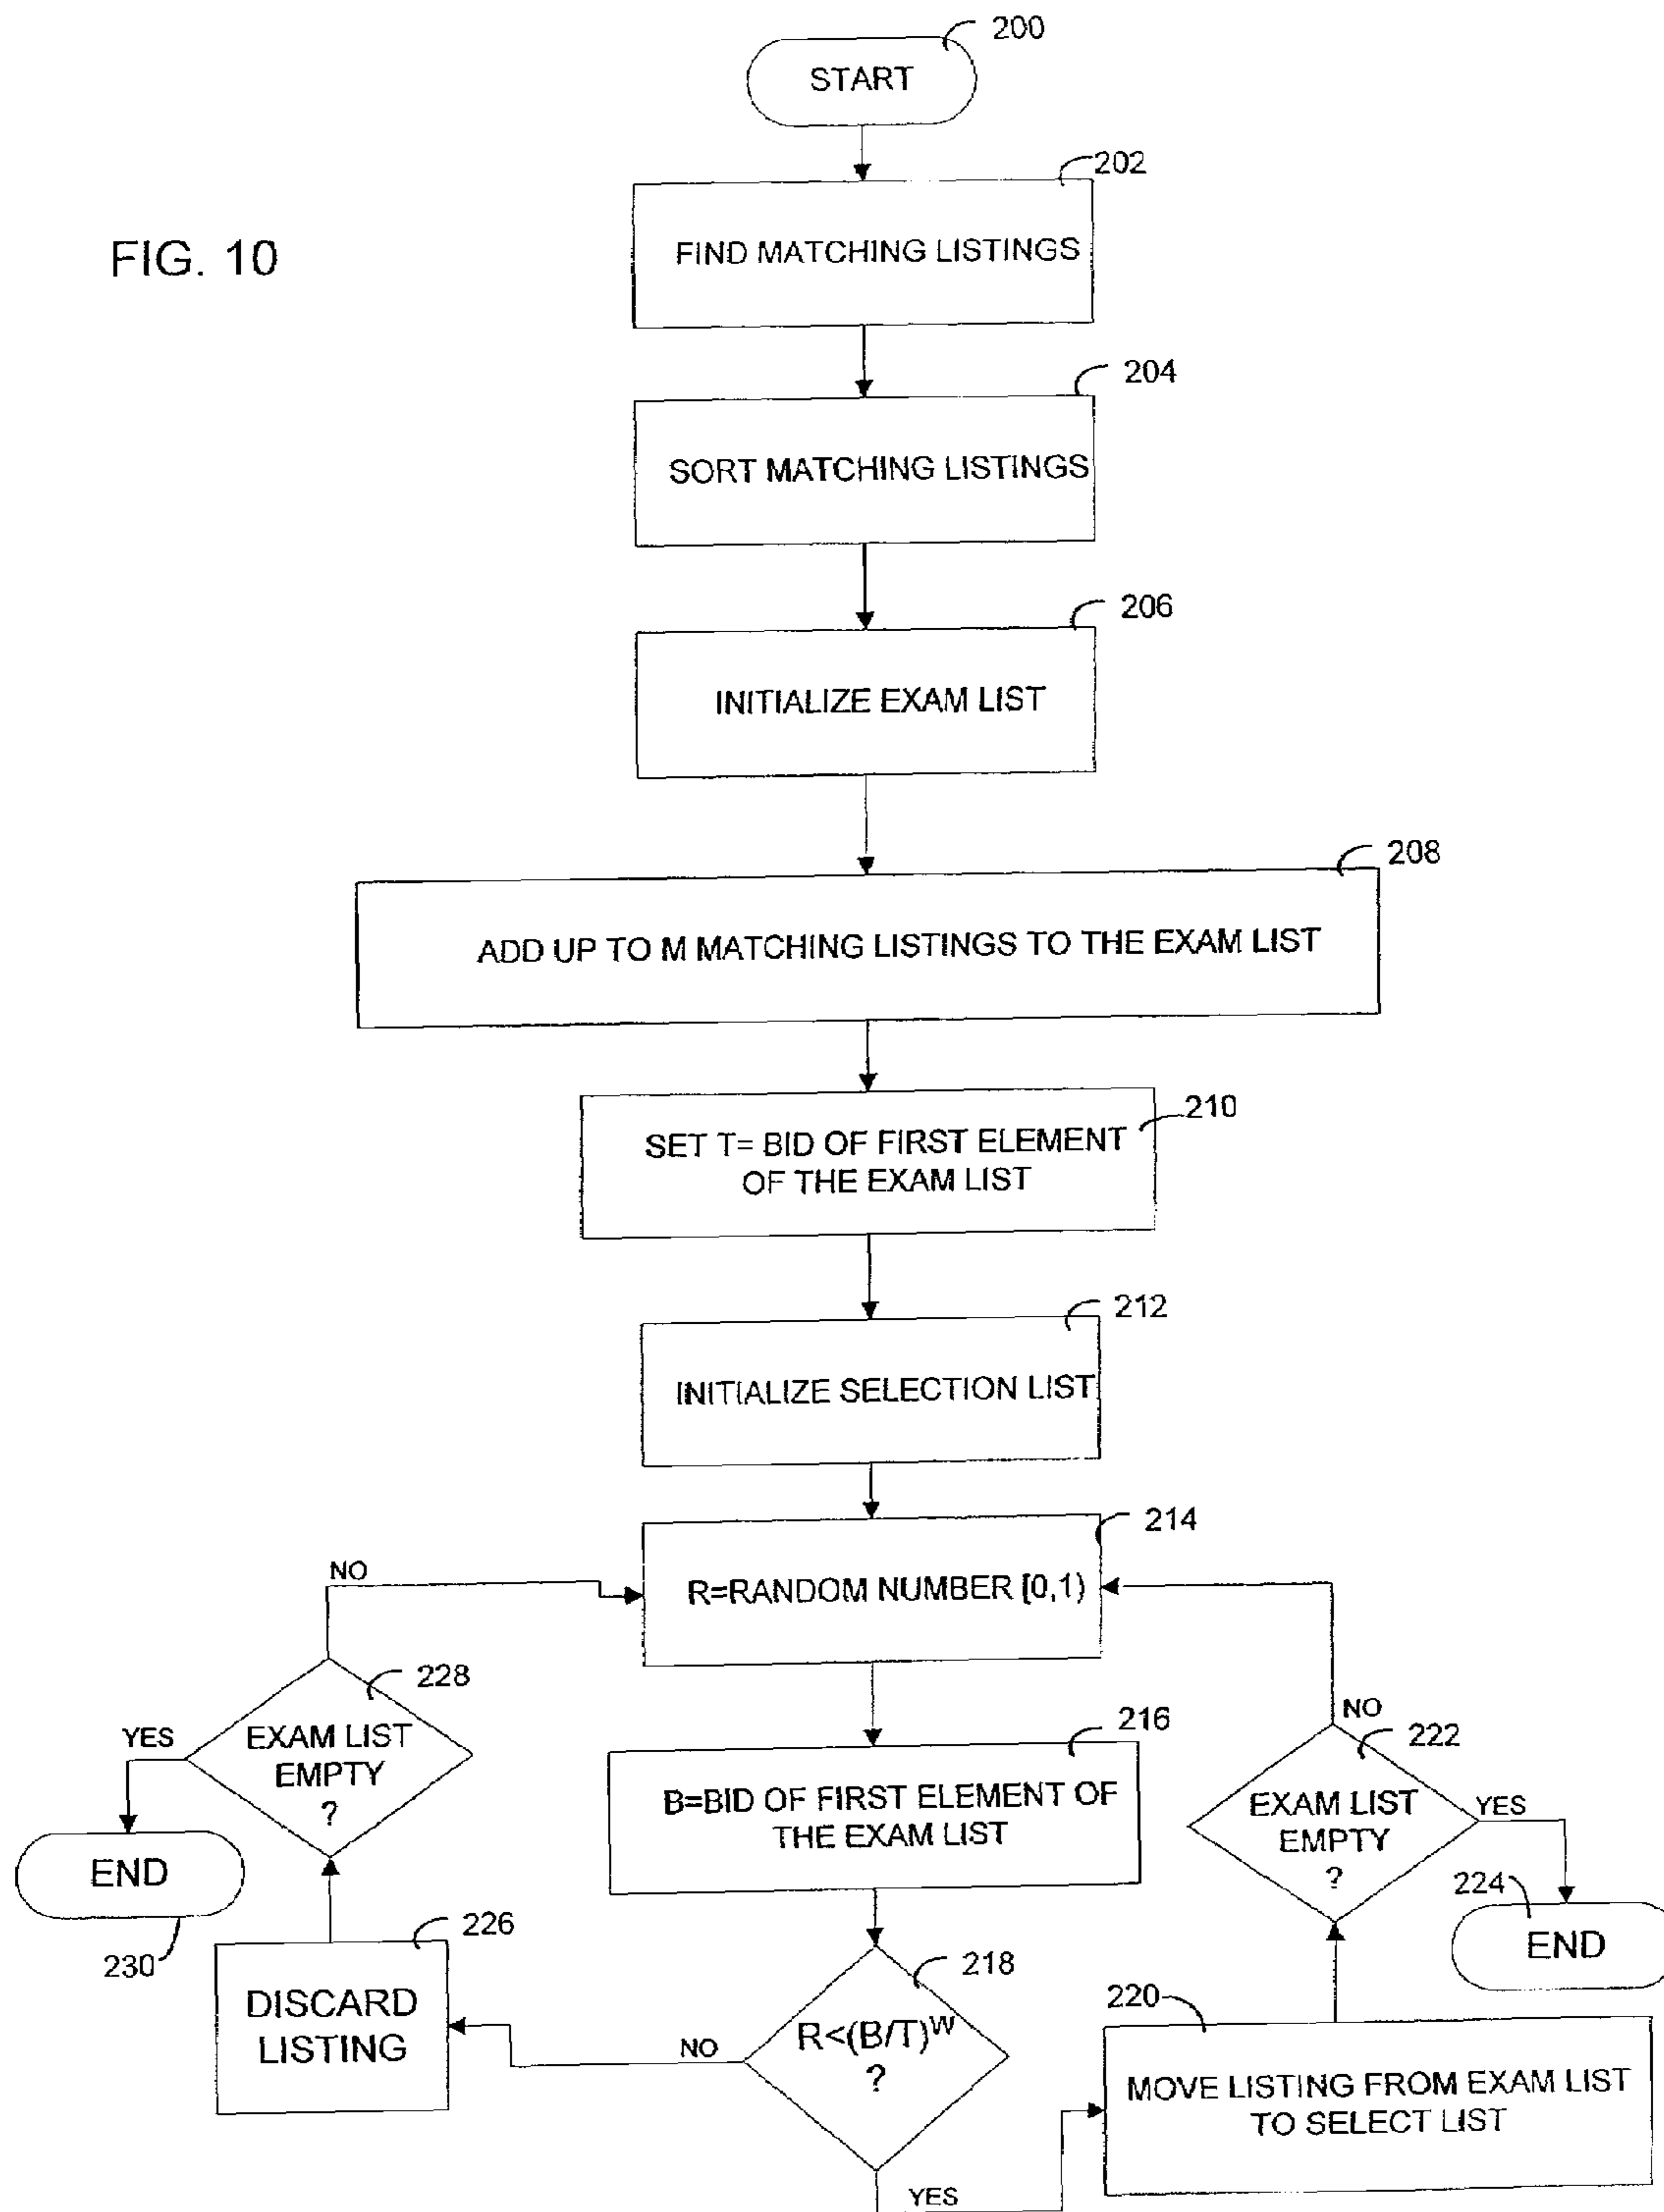 FIG. 10
200
START
202
FIND MATCHING LISTINGS
204
SORT MATCHING LISTINGS
206
INITIALIZE EXAM LIST
208
ADD UP TO M MATCHING LISTINGS TO THE EXAM LIST
210
SET T= BID OF FIRST ELEMENT
OF THE EXAM LIST
212
INITIALIZE SELECTION LIST
214
R=RANDOM NUMBER [0,1)
NO
228
EXAM LIST
EMPTY
?
YES
END
230
216
B=BID OF FIRST ELEMENT OF
THE EXAM LIST
NO
222
EXAM LIST
EMPTY
?
YES
224
END
226
DISCARD
LISTING
218
R<(B/T)^W
?
NO
YES
220
MOVE LISTING FROM EXAM LIST
TO SELECT LIST